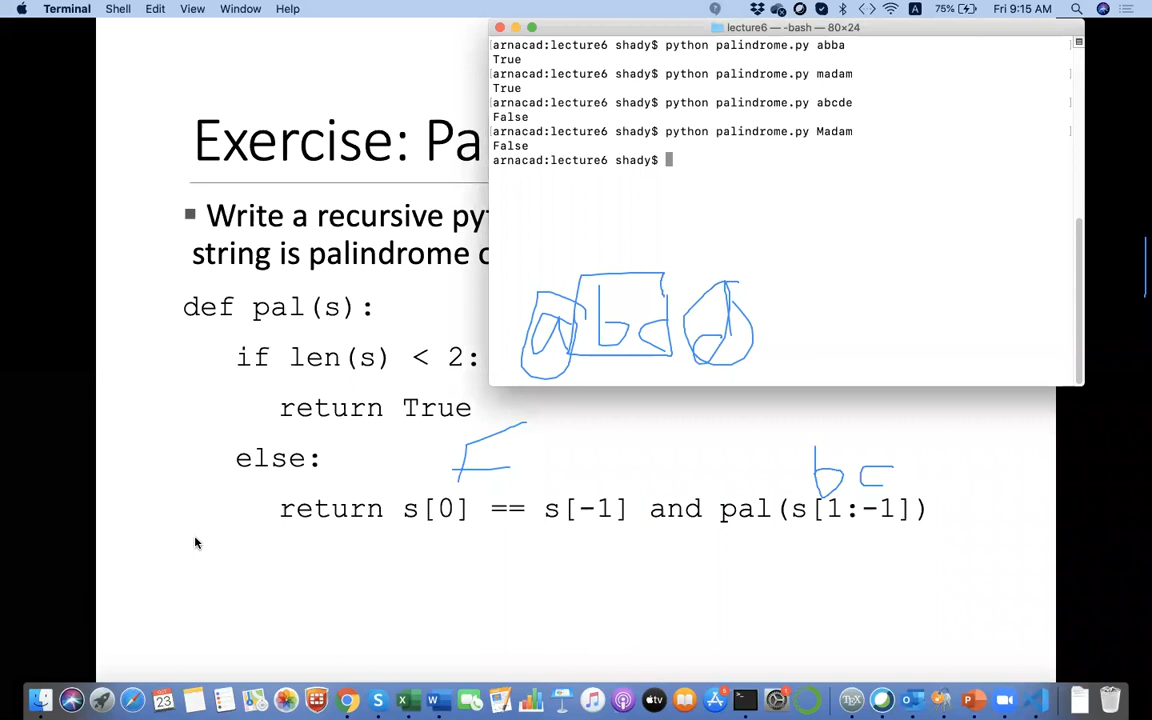 Terminal Shell Edit View Window Help 75% Fri 9:15 AM
lecture6 — -bash — 80×24
[arnacad:lecture6 shady$ python palindrome.py abba ]
True
[arnacad:lecture6 shady$ python palindrome.py madam ]
True
[arnacad:lecture6 shady$ python palindrome.py abcde ]
False
[arnacad:lecture6 shady$ python palindrome.py Madam ]
False
arnacad:lecture6 shady$
Exercise: Pa
Write a recursive pyt
string is palindrome o
a bc d
def pal(s):
if len(s) < 2:
return True
else:
F bc
return s[0] == s[-1] and pal(s[1:-1])